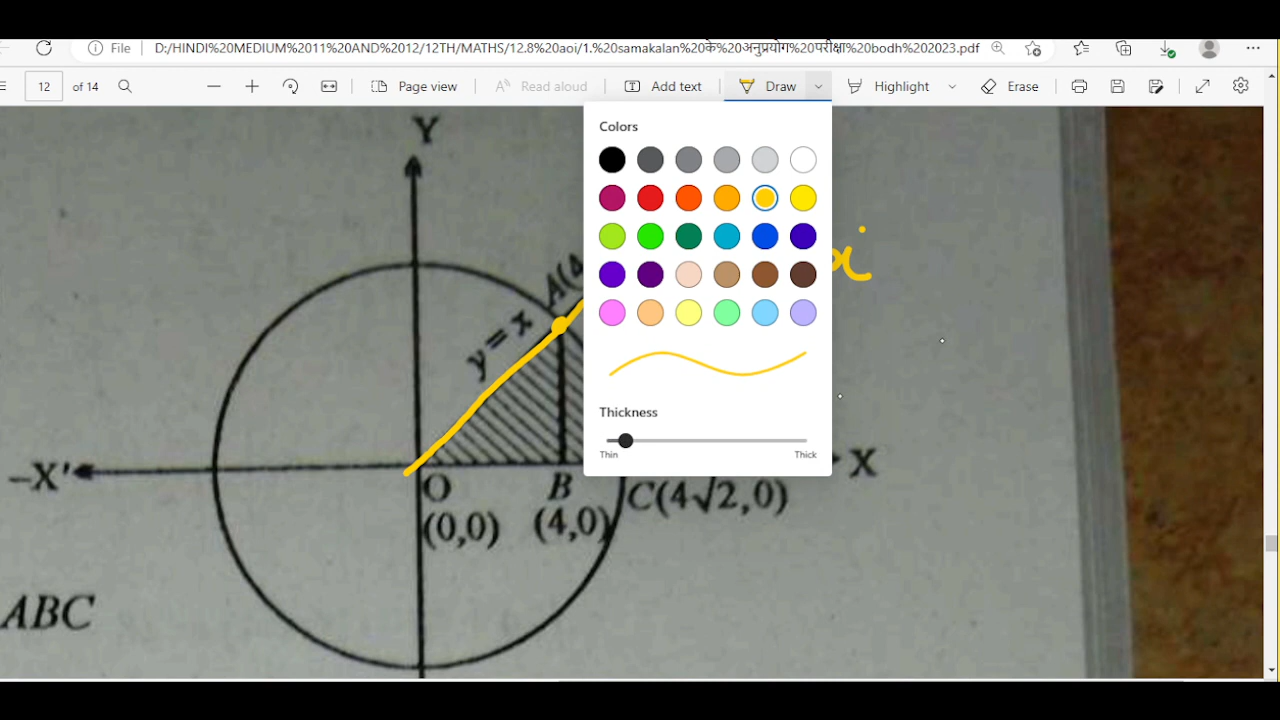 File
D:/HINDI%20MEDIUM%2011%20AND%2012/12TH/MATHS/12.8%20aoi/1.%20samakalan%20के%20अनुप्रयोग%20परीक्षा%20bodh%202023.pdf
12 of 14
Page view
Read aloud
Add text
Draw
Highlight
Erase
Colors
Thickness
Thin
Thick
Y
A(4
y = x
–X'
X
O
B
C(4√2,0)
(0,0)
(4,0)
ABC